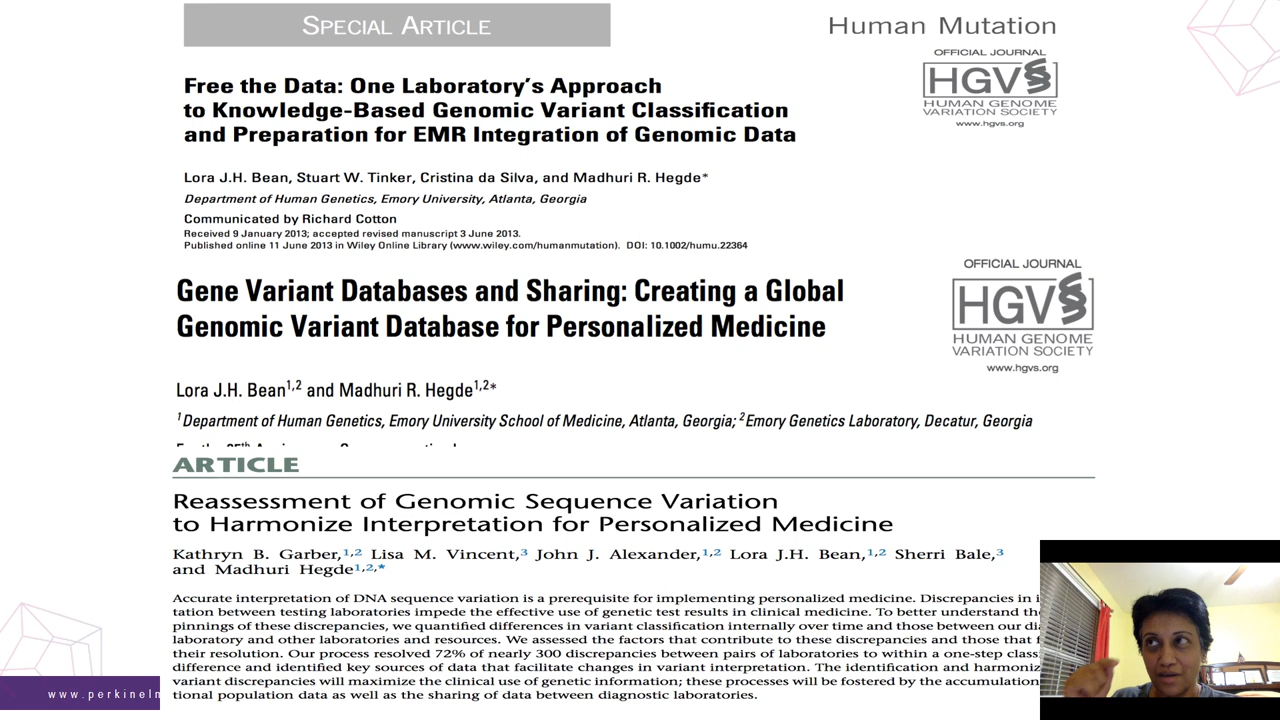 SPECIAL ARTICLE
Human Mutation
OFFICIAL JOURNAL
HGVS
HUMAN GENOME
VARIATION SOCIETY
www.hgvs.org
Free the Data: One Laboratory's Approach
to Knowledge-Based Genomic Variant Classification
and Preparation for EMR Integration of Genomic Data
Lora J.H. Bean, Stuart W. Tinker, Cristina da Silva, and Madhuri R. Hegde*
Department of Human Genetics, Emory University, Atlanta, Georgia
Communicated by Richard Cotton
Received 9 January 2013; accepted revised manuscript 3 June 2013.
Published online 11 June 2013 in Wiley Online Library (www.wiley.com/humanmutation). DOI: 10.1002/humu.22364
OFFICIAL JOURNAL
HGVS
HUMAN GENOME
VARIATION SOCIETY
www.hgvs.org
Gene Variant Databases and Sharing: Creating a Global
Genomic Variant Database for Personalized Medicine
Lora J.H. Bean1,2 and Madhuri R. Hegde1,2*
1Department of Human Genetics, Emory University School of Medicine, Atlanta, Georgia; 2Emory Genetics Laboratory, Decatur, Georgia
ARTICLE
Reassessment of Genomic Sequence Variation
to Harmonize Interpretation for Personalized Medicine
Kathryn B. Garber,1,2 Lisa M. Vincent,3 John J. Alexander,1,2 Lora J.H. Bean,1,2 Sherri Bale,3
and Madhuri Hegde1,2,*
Accurate interpretation of DNA sequence variation is a prerequisite for implementing personalized medicine. Discrepancies in
tation between testing laboratories impede the effective use of genetic test results in clinical medicine. To better understand
pinnings of these discrepancies, we quantified differences in variant classification internally over time and those between our
laboratory and other laboratories and resources. We assessed the factors that contribute to these discrepancies and those that
their resolution. Our process resolved 72% of nearly 300 discrepancies between pairs of laboratories to within a one-step
difference and identified key sources of data that facilitate changes in variant interpretation. The identification and
variant discrepancies will maximize the clinical use of genetic information; these processes will be fostered by the accumulation
tional population data as well as the sharing of data between diagnostic laboratories.
www.perkineln